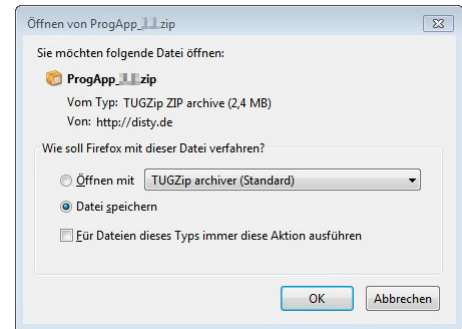 Öffnen von ProgApp_ .zip
Sie möchten folgende Datei öffnen:
ProgApp_ zip
Vom Typ: TUGZip ZIP archive (2,4 MB)
Von: http://disty.de
Wie soll Firefox mit dieser Datei verfahren?
Öffnen mit TUGZip archiver (Standard)
Datei speichern
Für Dateien dieses Typs immer diese Aktion ausführen
OK Abbrechen